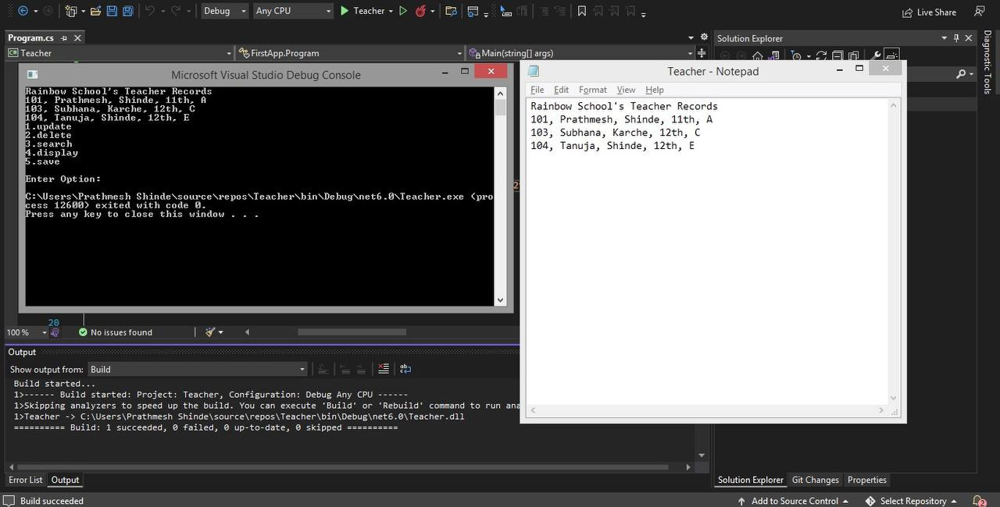 Debug
Any CPU
Teacher
Live Share
Program.cs
Teacher
FirstApp.Program
Main(string[] args)
Solution Explorer
Diagnostic Tools
Microsoft Visual Studio Debug Console
Rainbow School's Teacher Records
101, Prathmesh, Shinde, 11th, A
103, Subhana, Karche, 12th, C
104, Tanuja, Shinde, 12th, E
1.update
2.delete
3.search
4.display
5.save
Enter Option:
C:\Users\Prathmesh Shinde\source\repos\Teacher\bin\Debug\net6.0\Teacher.exe (pro
cess 12600) exited with code 0.
Press any key to close this window . . .
Teacher - Notepad
File Edit Format View Help
Rainbow School's Teacher Records
101, Prathmesh, Shinde, 11th, A
103, Subhana, Karche, 12th, C
104, Tanuja, Shinde, 12th, E
20
100 %
No issues found
Output
Show output from: Build
Build started...
1>------ Build started: Project: Teacher, Configuration: Debug Any CPU ------
1>Skipping analyzers to speed up the build. You can execute 'Build' or 'Rebuild' command to run ana
1>Teacher -> C:\Users\Prathmesh Shinde\source\repos\Teacher\bin\Debug\net6.0\Teacher.dll
========== Build: 1 succeeded, 0 failed, 0 up-to-date, 0 skipped ==========
Error List Output
Solution Explorer Git Changes Properties
Build succeeded
Add to Source Control
Select Repository
2